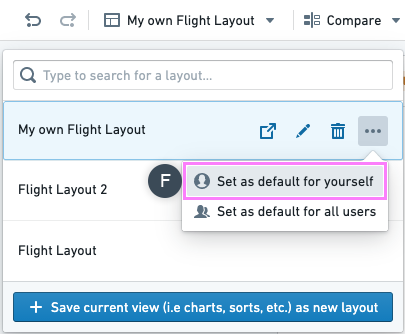 My own Flight Layout
Compare
Type to search for a layout...
My own Flight Layout
F
Set as default for yourself
Flight Layout 2
Set as default for all users
Flight Layout
Save current view (i.e charts, sorts, etc.) as new layout